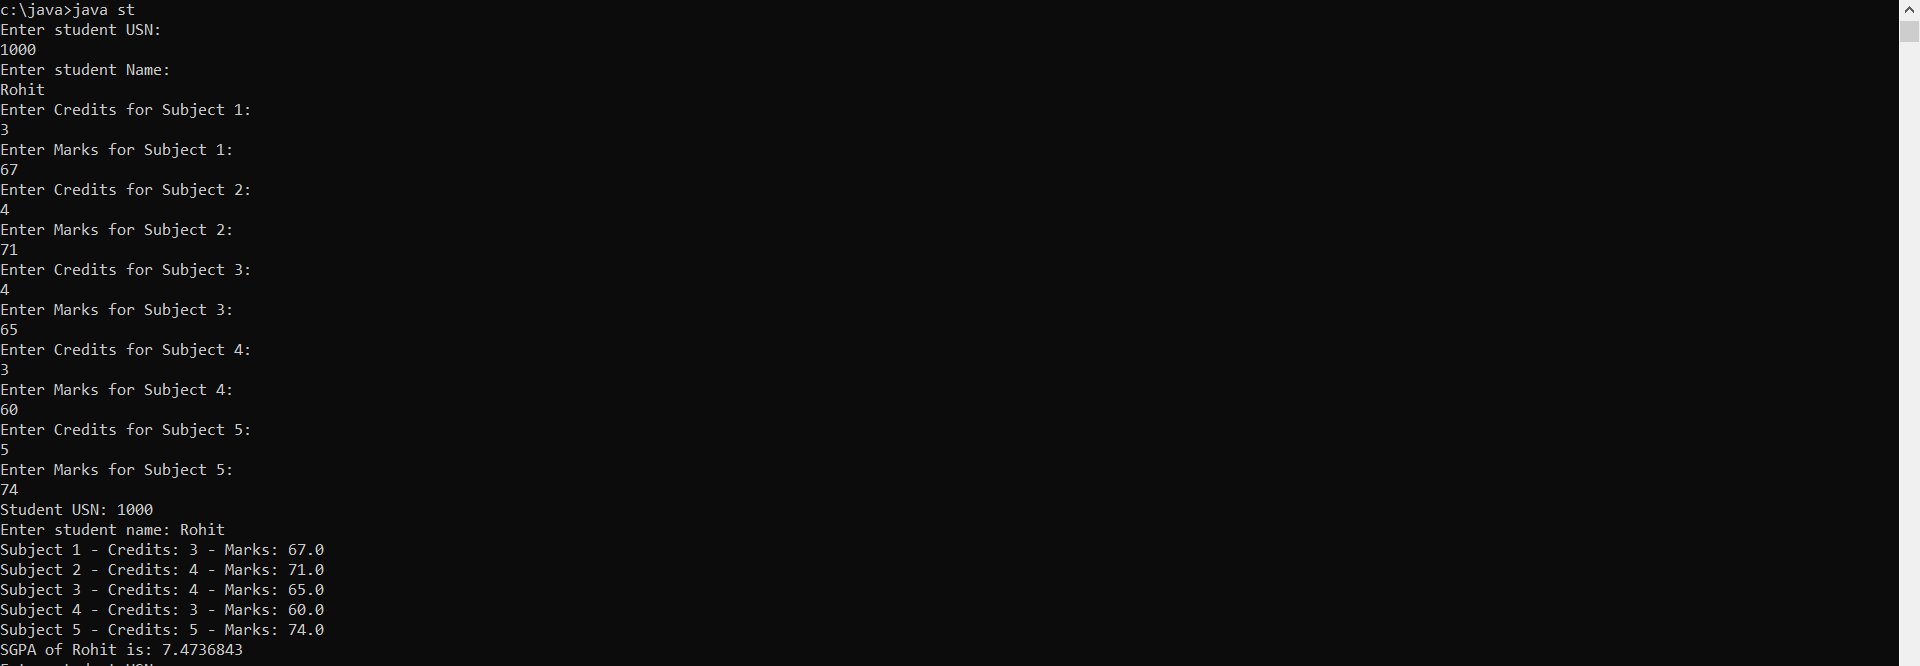 c:\java>java st
Enter student USN:
1000
Enter student Name:
Rohit
Enter Credits for Subject 1:
3
Enter Marks for Subject 1:
67
Enter Credits for Subject 2:
4
Enter Marks for Subject 2:
71
Enter Credits for Subject 3:
4
Enter Marks for Subject 3:
65
Enter Credits for Subject 4:
3
Enter Marks for Subject 4:
60
Enter Credits for Subject 5:
5
Enter Marks for Subject 5:
74
Student USN: 1000
Enter student name: Rohit
Subject 1 - Credits: 3 - Marks: 67.0
Subject 2 - Credits: 4 - Marks: 71.0
Subject 3 - Credits: 4 - Marks: 65.0
Subject 4 - Credits: 3 - Marks: 60.0
Subject 5 - Credits: 5 - Marks: 74.0
SGPA of Rohit is: 7.4736843